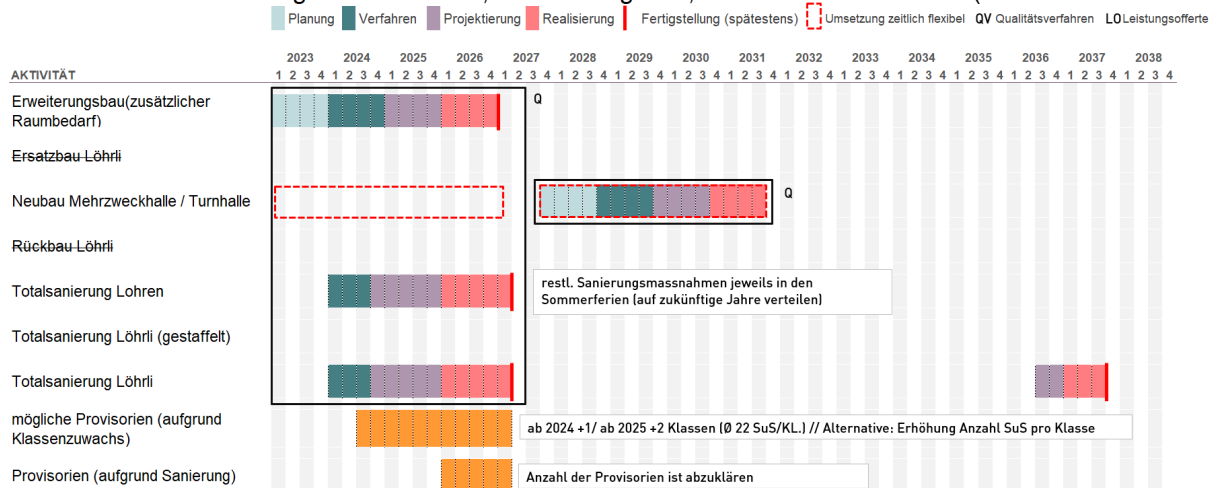 Planung Verfahren Projektierung Realisierung Fertigstellung (spätestens) Umsetzung zeitlich flexibel QV Qualitätsverfahren LO Leistungsofferte
2023 2024 2025 2026 2027 2028 2029 2030 2031 2032 2033 2034 2035 2036 2037 2038
AKTIVITÄT 1 2 3 4 1 2 3 4 1 2 3 4 1 2 3 4 1 2 3 4 1 2 3 4 1 2 3 4 1 2 3 4 1 2 3 4 1 2 3 4 1 2 3 4 1 2 3 4 1 2 3 4 1 2 3 4 1 2 3 4 1 2 3 4
Erweiterungsbau(zusätzlicher
Raumbedarf)
Q
Ersatzbau Löhrli
Neubau Mehrzweckhalle / Turnhalle
Q
Rückbau Löhrli
Totalsanierung Lohren
restl. Sanierungsmassnahmen jeweils in den
Sommerferien (auf zukünftige Jahre verteilen)
Totalsanierung Löhrli (gestaffelt)
Totalsanierung Löhrli
mögliche Provisorien (aufgrund
Klassenzuwachs)
ab 2024 +1/ ab 2025 +2 Klassen (Ø 22 SuS/KL.) // Alternative: Erhöhung Anzahl SuS pro Klasse
Provisorien (aufgrund Sanierung)
Anzahl der Provisorien ist abzuklären